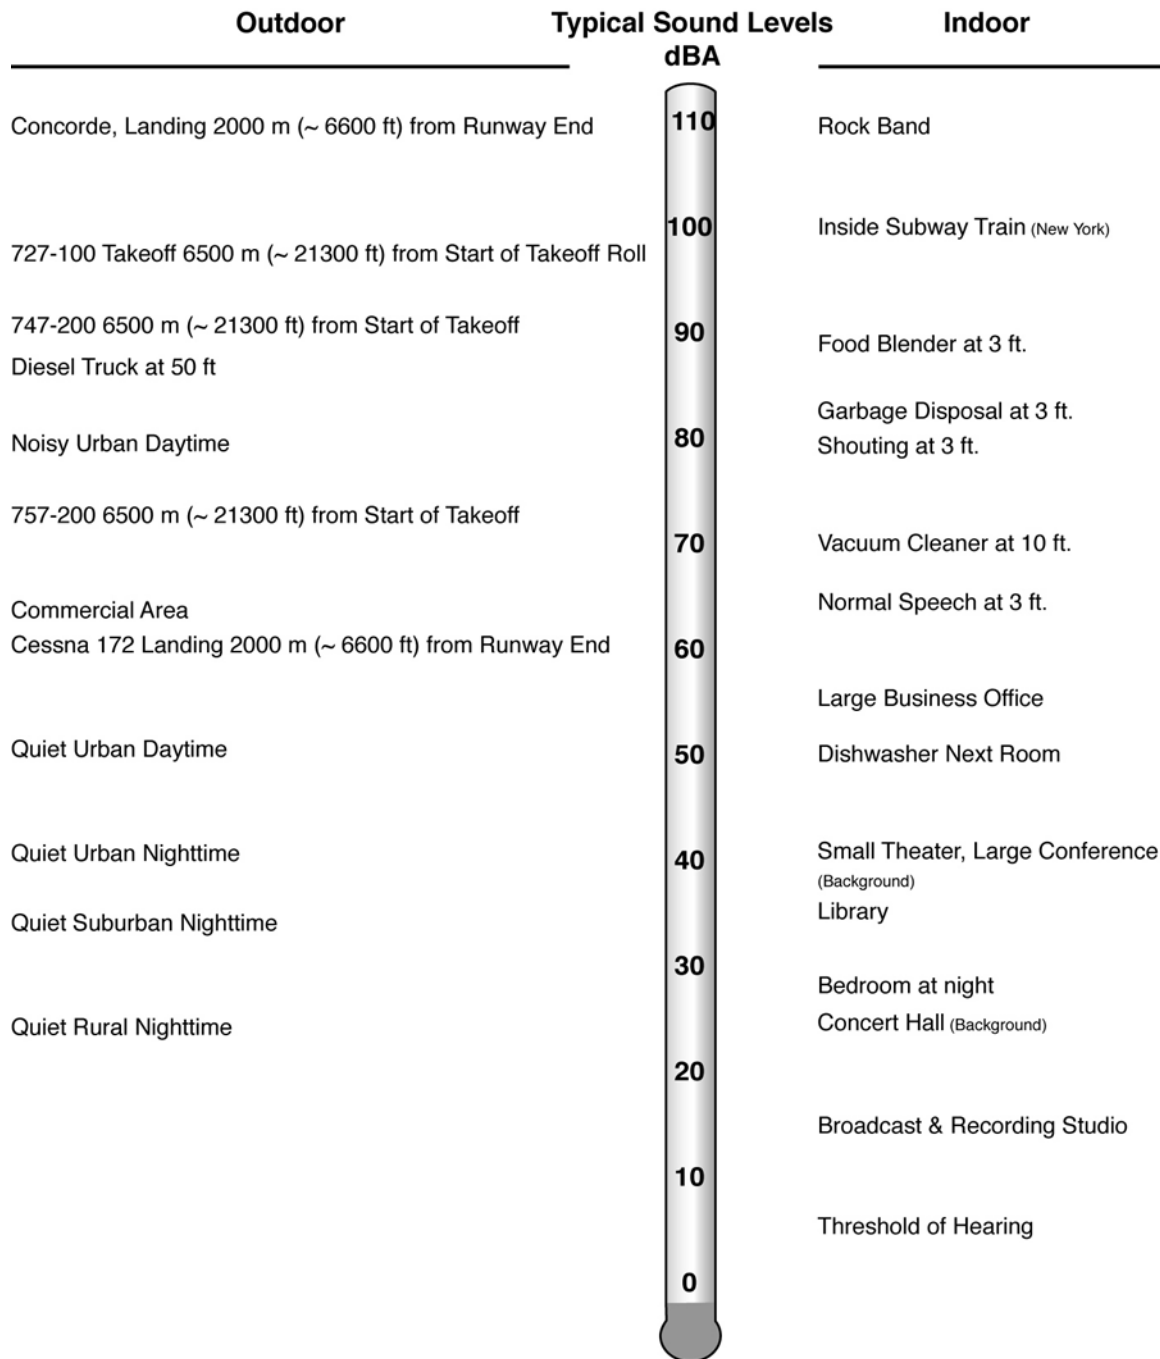 Outdoor Typical Sound Levels Indoor
dBA
Concorde, Landing 2000 m (~ 6600 ft) from Runway End 110 Rock Band
100 Inside Subway Train (New York)
727-100 Takeoff 6500 m (~ 21300 ft) from Start of Takeoff Roll
747-200 6500 m (~ 21300 ft) from Start of Takeoff 90
Food Blender at 3 ft.
Diesel Truck at 50 ft
Garbage Disposal at 3 ft.
Noisy Urban Daytime 80 Shouting at 3 ft.
757-200 6500 m (~ 21300 ft) from Start of Takeoff
70 Vacuum Cleaner at 10 ft.
Commercial Area Normal Speech at 3 ft.
Cessna 172 Landing 2000 m (~ 6600 ft) from Runway End 60
Large Business Office
Quiet Urban Daytime 50 Dishwasher Next Room
Quiet Urban Nighttime 40 Small Theater, Large Conference
(Background)
Quiet Suburban Nighttime Library
30
Bedroom at night
Quiet Rural Nighttime Concert Hall (Background)
20
Broadcast & Recording Studio
10
Threshold of Hearing
0